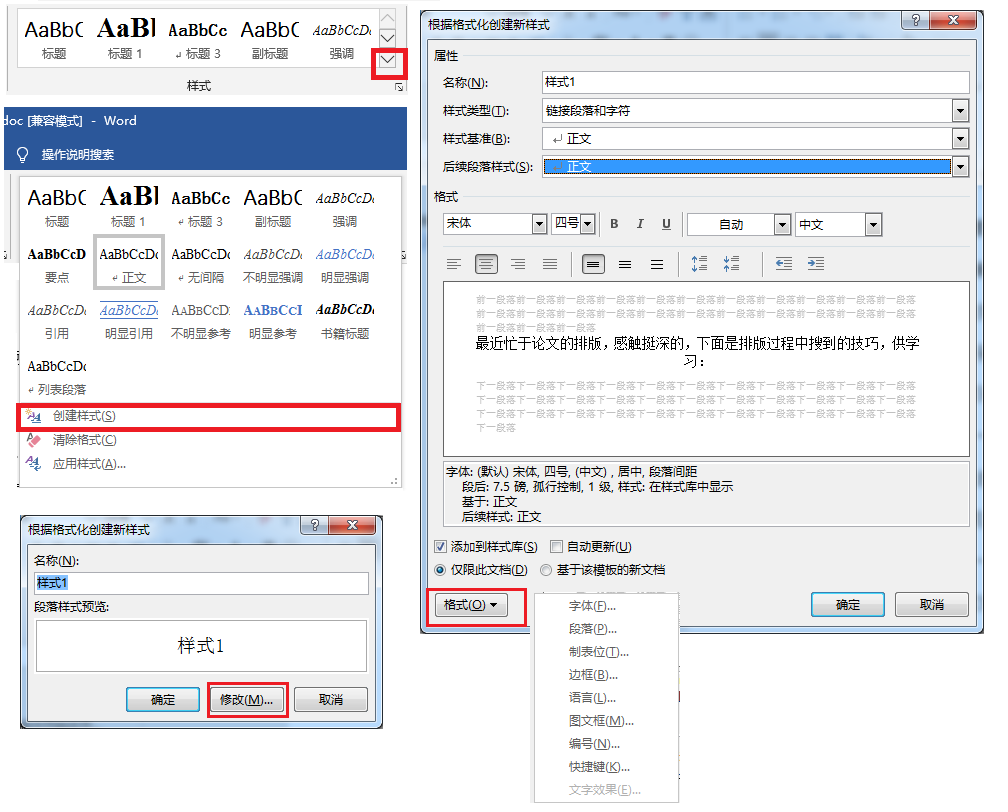 AaBbC AaBl AaBbCc AaBbC AaBbCcDc
标题 标题 1 ↲ 标题 3 副标题 强调
样式
doc [兼容模式] - Word
操作说明搜索
AaBbC AaBl AaBbCc AaBbC AaBbCcDc
标题 标题 1 ↲ 标题 3 副标题 强调
AaBbCcD AaBbCcDc AaBbCcDc AaBbCcDc AaBbCcDc
要点 ↲ 正文 ↲ 无间隔 不明显强调 明显强调
AaBbCcDc AaBbCcDc AaBbCcD: AaBbCcI AaBbCcDc
引用 明显引用 不明显参考 明显参考 书籍标题
AaBbCcDc
↲ 列表段落
创建样式(S)
清除格式(C)
应用样式(A)...
根据格式化创建新样式
名称(N):
样式1
段落样式预览:
样式1
确定 修改(M)... 取消
根据格式化创建新样式
属性
名称(N): 样式1
样式类型(T): 链接段落和字符
样式基准(B): ↲ 正文
后续段落样式(S): 正文
格式
宋体 四号 B I U 自动 中文
前一段落前一段落前一段落前一段落前一段落前一段落前一段落前一段落前一段落前一段落前一段落
前一段落前一段落前一段落前一段落前一段落前一段落前一段落前一段落前一段落前一段落前一段落
前一段落前一段落前一段落
最近忙于论文的排版，感触挺深的，下面是排版过程中搜到的技巧，供学
习：
下一段落下一段落下一段落下一段落下一段落下一段落下一段落下一段落下一段落下一段落下一段落
下一段落下一段落下一段落下一段落下一段落下一段落下一段落下一段落下一段落下一段落下一段落
下一段落下一段落下一段落下一段落下一段落下一段落下一段落下一段落下一段落下一段落下一段落
下一段落
字体: (默认) 宋体, 四号, (中文) , 居中, 段落间距
段后: 7.5 磅, 孤行控制, 1 级, 样式: 在样式库中显示
基于: 正文
后续样式: 正文
添加到样式库(S) 自动更新(U)
仅限此文档(D) 基于该模板的新文档
格式(O) 确定 取消
字体(F)...
段落(P)...
制表位(T)...
边框(B)...
语言(L)...
图文框(M)...
编号(N)...
快捷键(K)...
文字效果(E)...